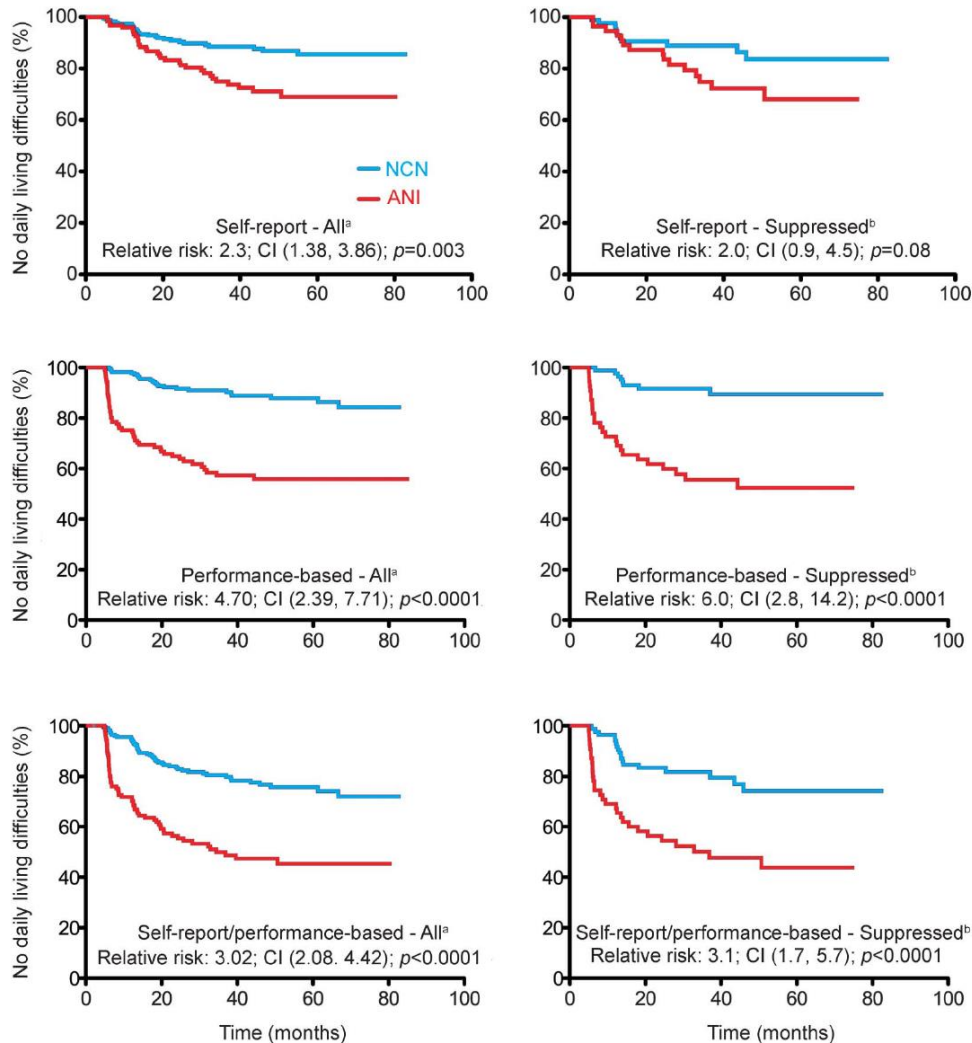 No daily living difficulties (%)
100
80
60
40
20
0
NCN
ANI
Self-report - Allᵃ
Relative risk: 2.3; CI (1.38, 3.86); p=0.003
0 20 40 60 80 100
100
80
60
40
20
0
Self-report - Suppressedᵇ
Relative risk: 2.0; CI (0.9, 4.5); p=0.08
0 20 40 60 80 100
No daily living difficulties (%)
100
80
60
40
20
0
Performance-based - Allᵃ
Relative risk: 4.70; CI (2.39, 7.71); p<0.0001
0 20 40 60 80 100
100
80
60
40
20
0
Performance-based - Suppressedᵇ
Relative risk: 6.0; CI (2.8, 14.2); p<0.0001
0 20 40 60 80 100
No daily living difficulties (%)
100
80
60
40
20
0
Self-report/performance-based - Allᵃ
Relative risk: 3.02; CI (2.08. 4.42); p<0.0001
0 20 40 60 80 100
Time (months)
100
80
60
40
20
0
Self-report/performance-based - Suppressedᵇ
Relative risk: 3.1; CI (1.7, 5.7); p<0.0001
0 20 40 60 80 100
Time (months)